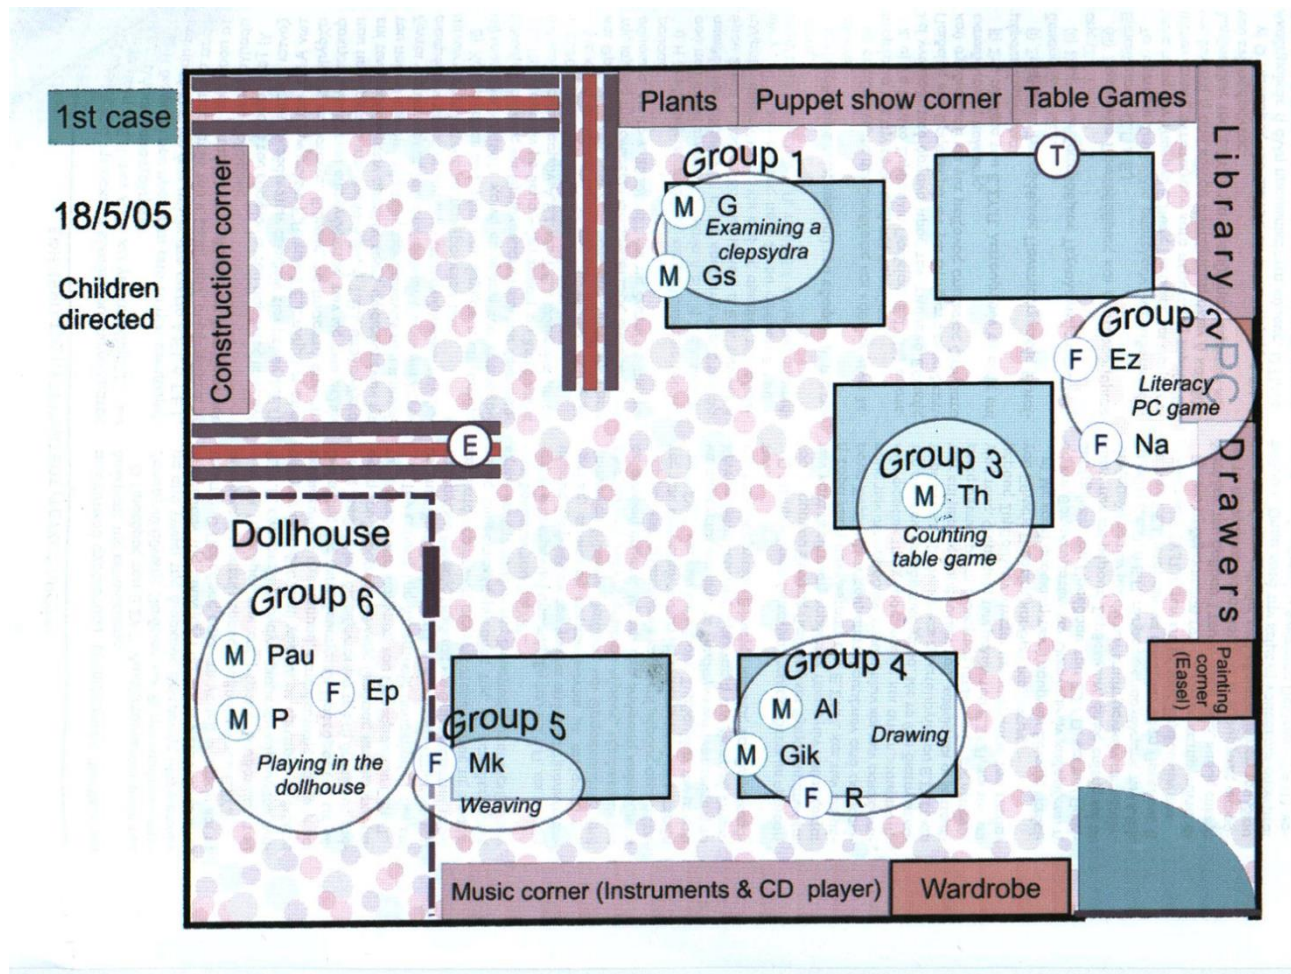 1st case
18/5/05
Children
directed
Construction corner
Plants
Puppet show corner
Table Games
Library
T
Group 1
M G
Examining a
clepsydra
M Gs
Group 2
PC
F Ez
Literacy
PC game
F Na
Drawers
E
Group 3
M Th
Counting
table game
Dollhouse
Group 6
M Pau
F Ep
M P
Playing in the
dollhouse
Group 5
F Mk
Weaving
Group 4
M Al
Drawing
M Gik
F R
Painting
corner
(Easel)
Music corner (Instruments & CD player)
Wardrobe